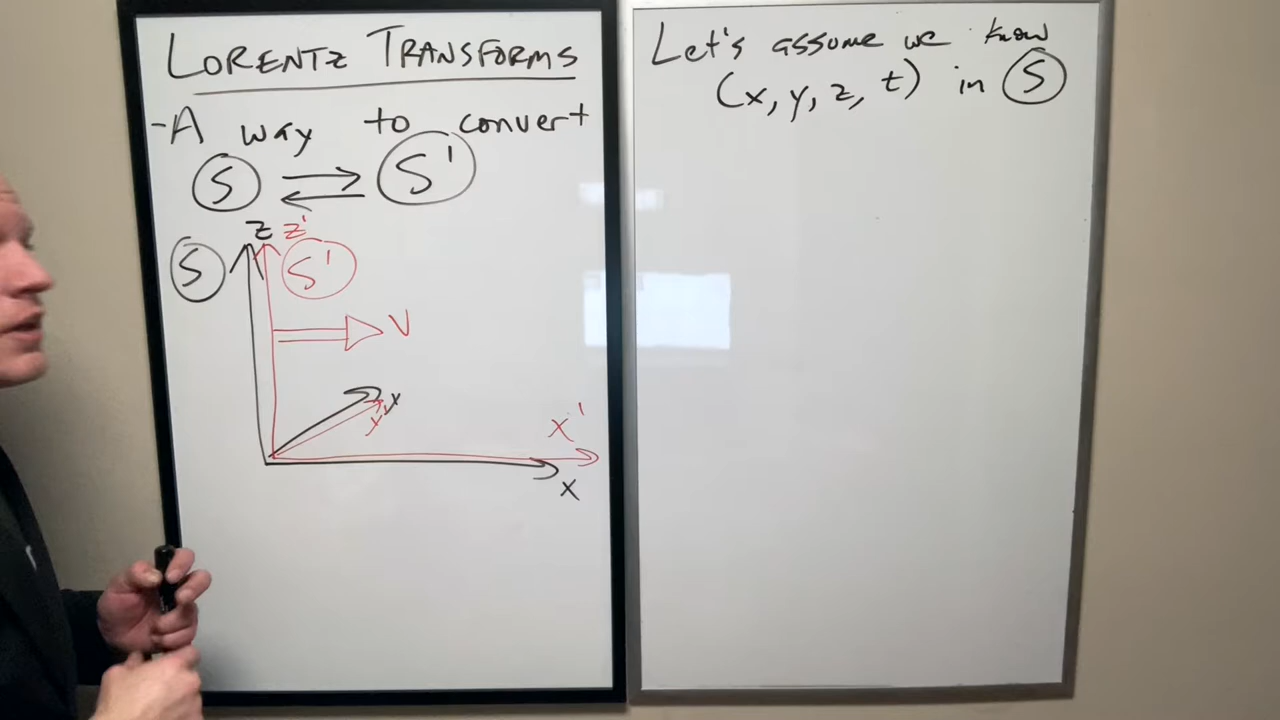 LORENTZ TRANSFORMS
-A way to convert
S ⇄ S'
z z'
S S'
V
y
y'
x'
x
Let's assume we know
(x, y, z, t) in S